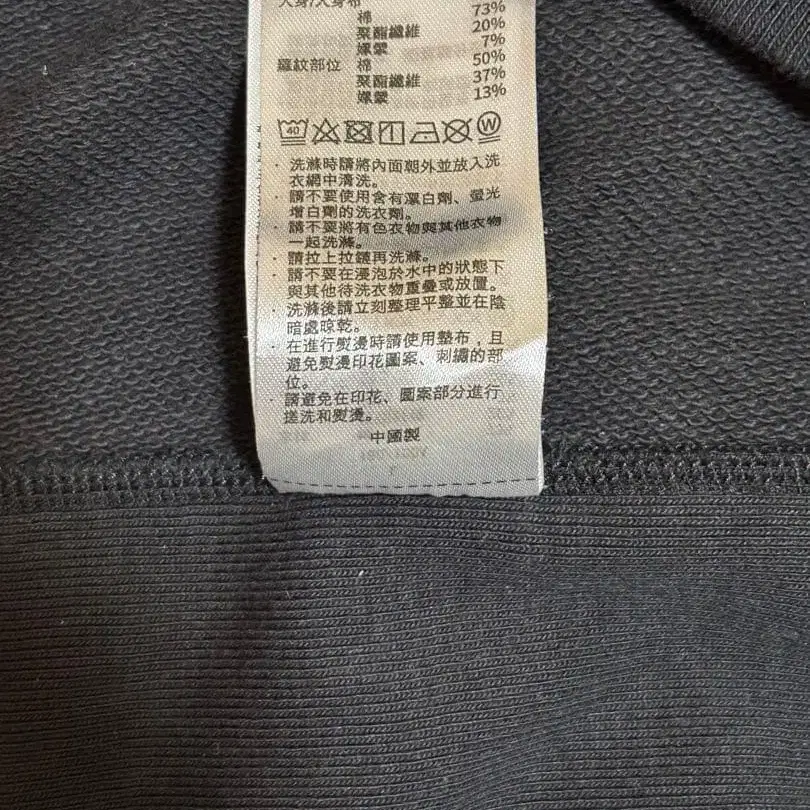 大身/大身布
棉 73%
聚酯纖維 20%
嫘縈 7%
羅紋部位 棉 50%
聚酯纖維 37%
嫘縈 13%
40
W
· 洗滌時請將內面朝外並放入洗
衣網中清洗。
· 請不要使用含有漂白劑、螢光
增白劑的洗衣劑。
· 請不要將有色衣物與其他衣物
一起洗滌。
· 請拉上拉鏈再洗滌。
· 請不要在浸泡於水中的狀態下
與其他待洗衣物重疊或放置。
· 洗滌後請立刻整理平整並在陰
暗處晾乾。
· 在進行熨燙時請使用墊布，且
避免熨燙印花圖案、刺繡的部
位。
· 請避免在印花、圖案部分進行
搓洗和熨燙。
中國製